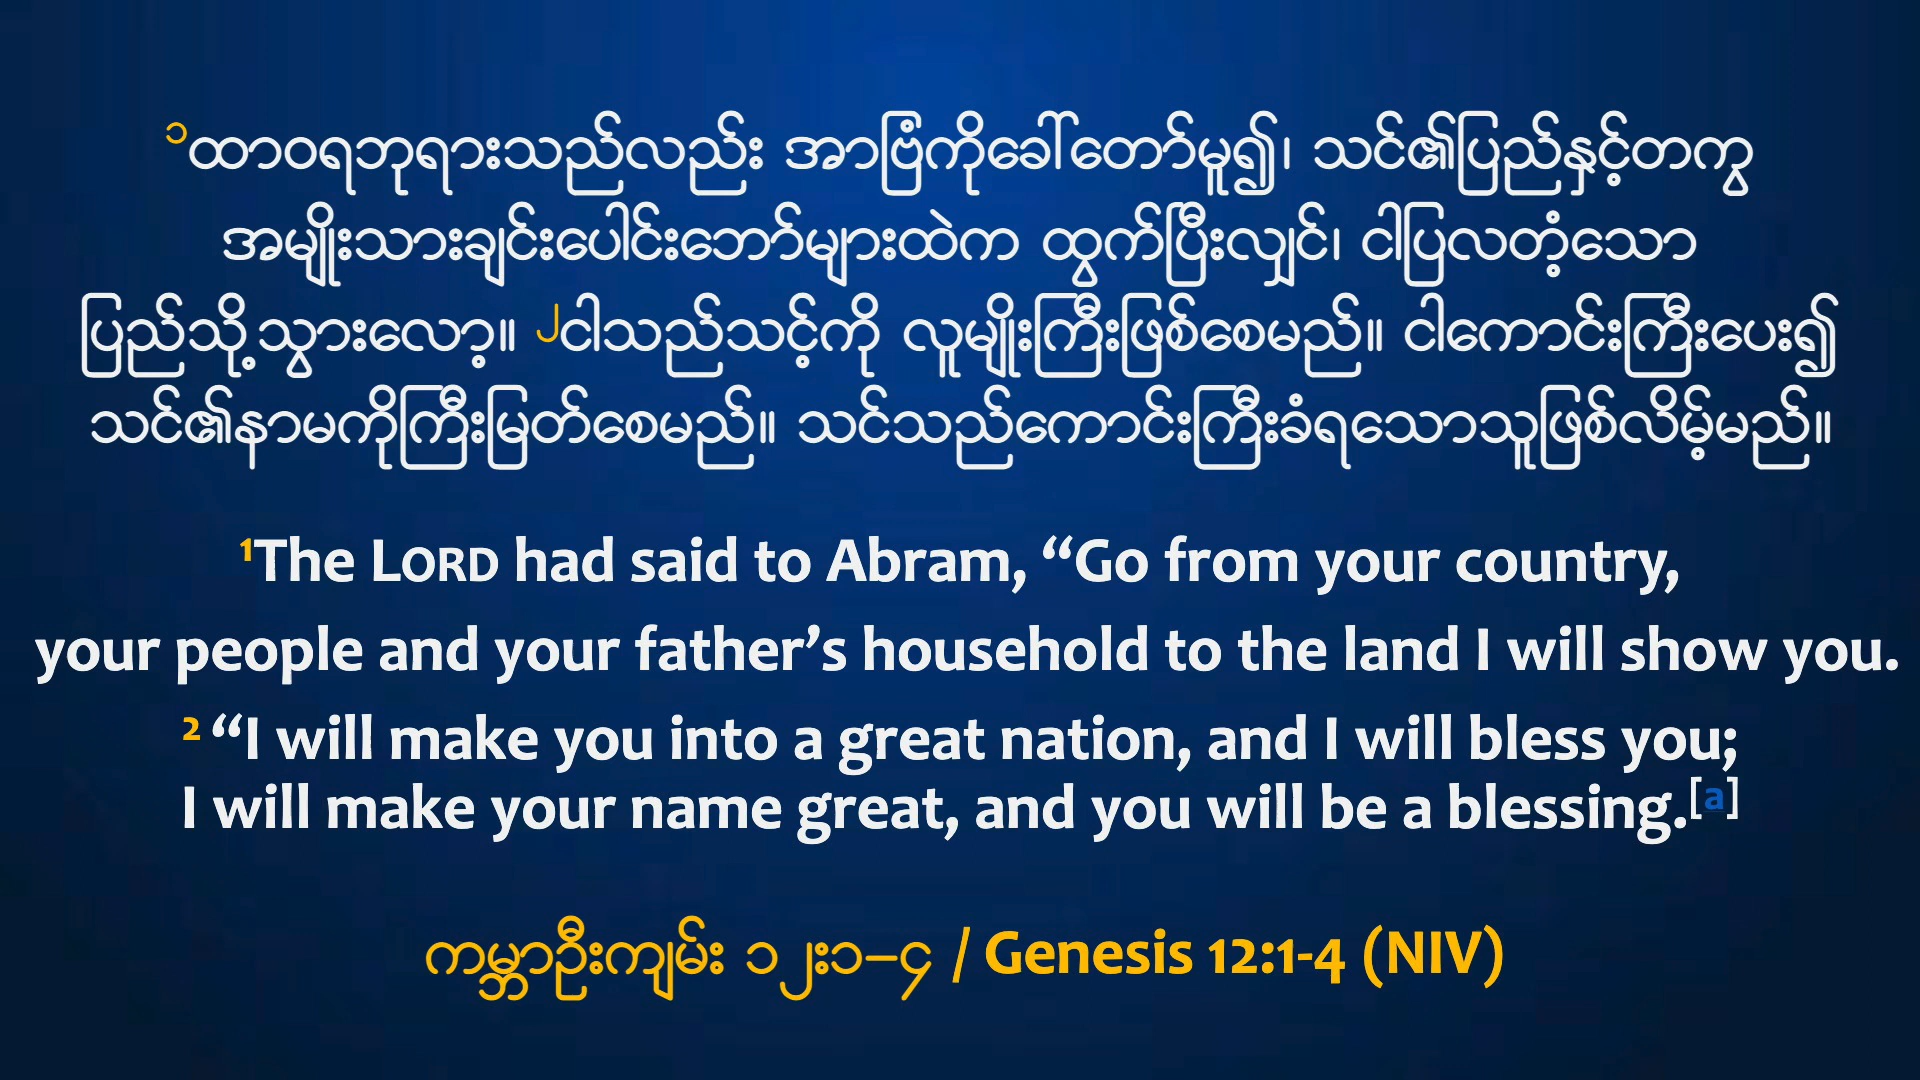 ၁ထာဝရဘုရားသည်လည်း အာဗြံကိုခေါ်တော်မူ၍၊ သင်၏ပြည်နှင့်တကွ
အမျိုးသားချင်းပေါင်းဘော်များထဲက ထွက်ပြီးလျှင်၊ ငါပြလတံ့သော
ပြည်သို့သွားလော့။ ၂ငါသည်သင့်ကို လူမျိုးကြီးဖြစ်စေမည်။ ငါကောင်းကြီးပေး၍
သင်၏နာမကိုကြီးမြတ်စေမည်။ သင်သည်ကောင်းကြီးခံရသောသူဖြစ်လိမ့်မည်။
1The LORD had said to Abram, “Go from your country,
your people and your father’s household to the land I will show you.
2 “I will make you into a great nation, and I will bless you;
I will make your name great, and you will be a blessing.[a]
ကမ္ဘာဦးကျမ်း ၁၂း၁–၄ / Genesis 12:1-4 (NIV)